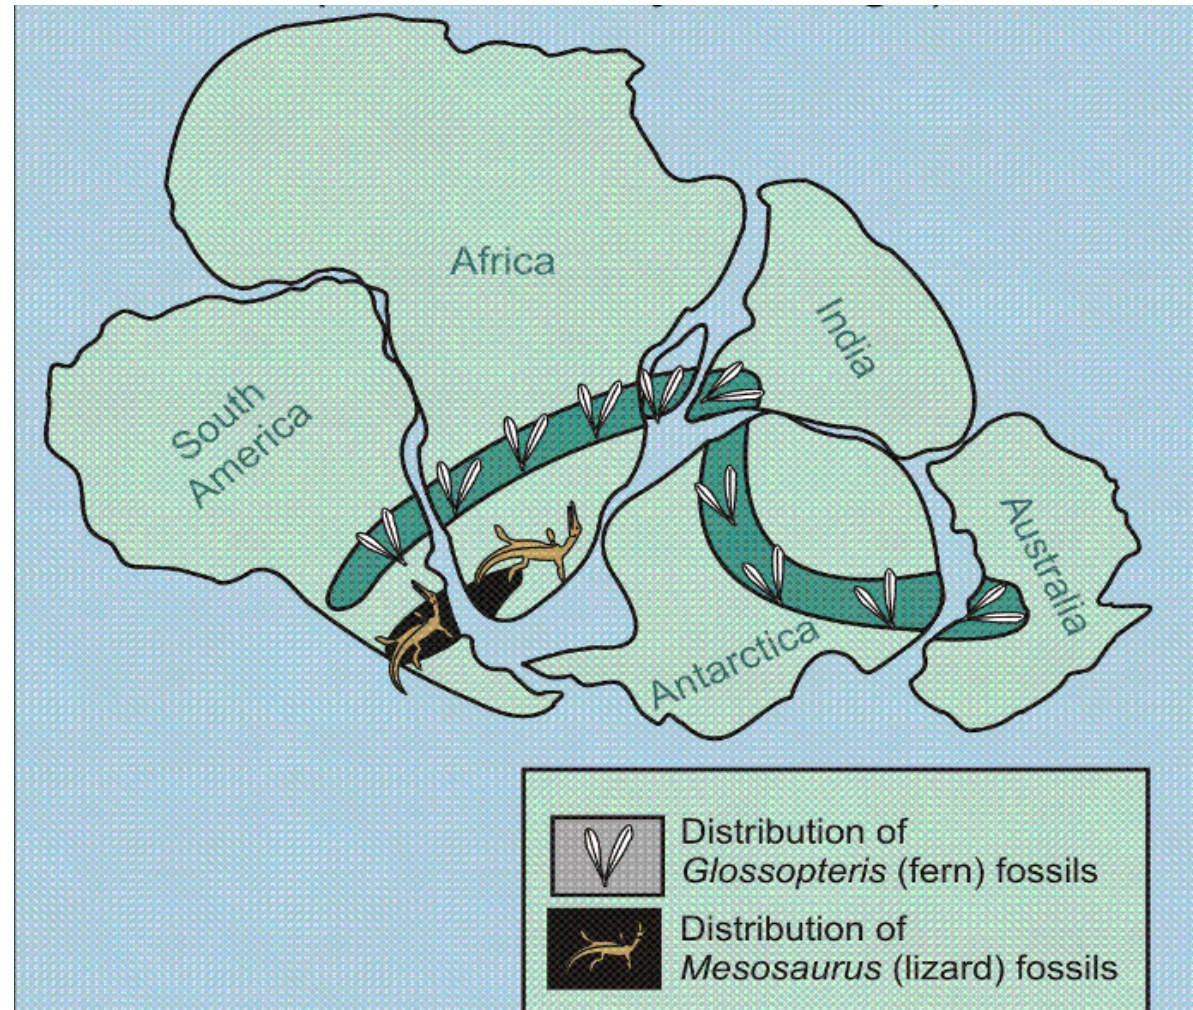 Africa
India
South
America
Australia
Antarctica
Distribution of
Glossopteris (fern) fossils
Distribution of
Mesosaurus (lizard) fossils